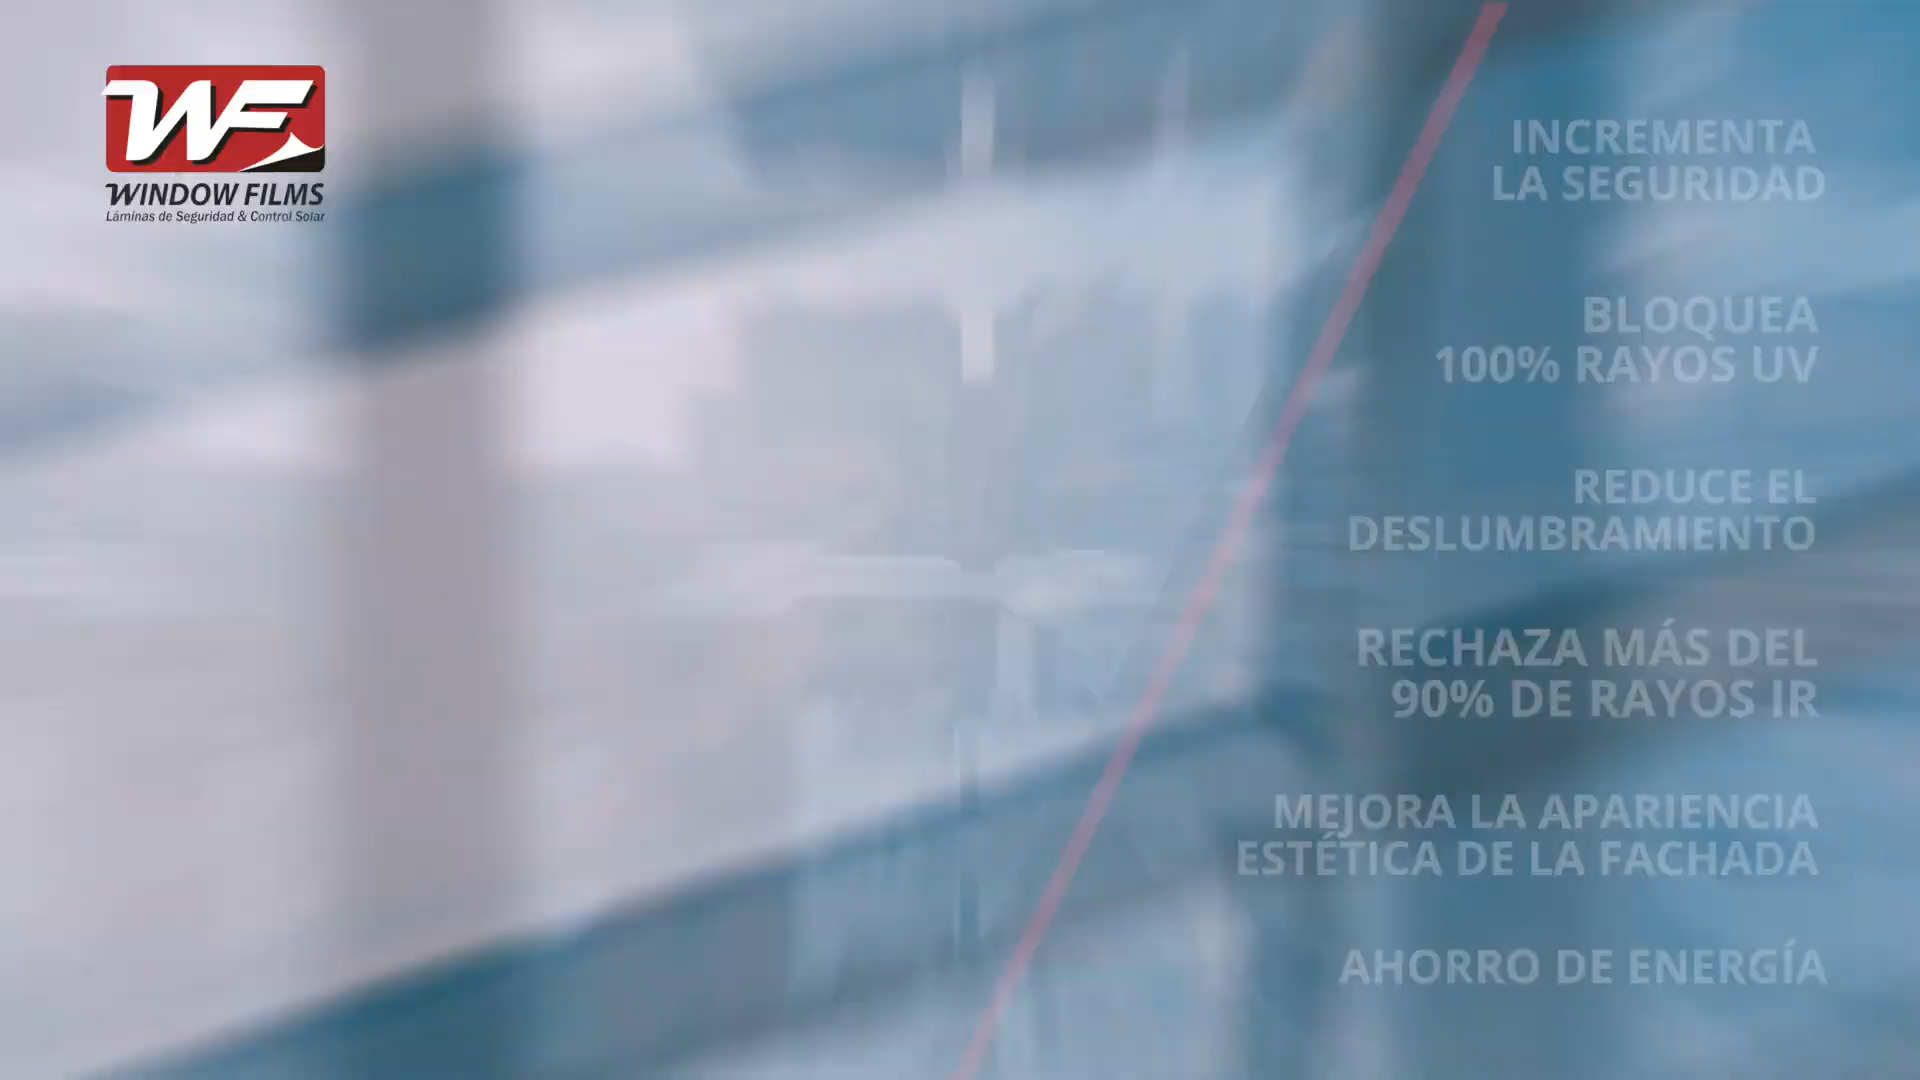 WF
WINDOW FILMS
Láminas de Seguridad & Control Solar
INCREMENTA
LA SEGURIDAD
BLOQUEA
100% RAYOS UV
REDUCE EL
DESLUMBRAMIENTO
RECHAZA MÁS DEL
90% DE RAYOS IR
MEJORA LA APARIENCIA
ESTÉTICA DE LA FACHADA
AHORRO DE ENERGÍA